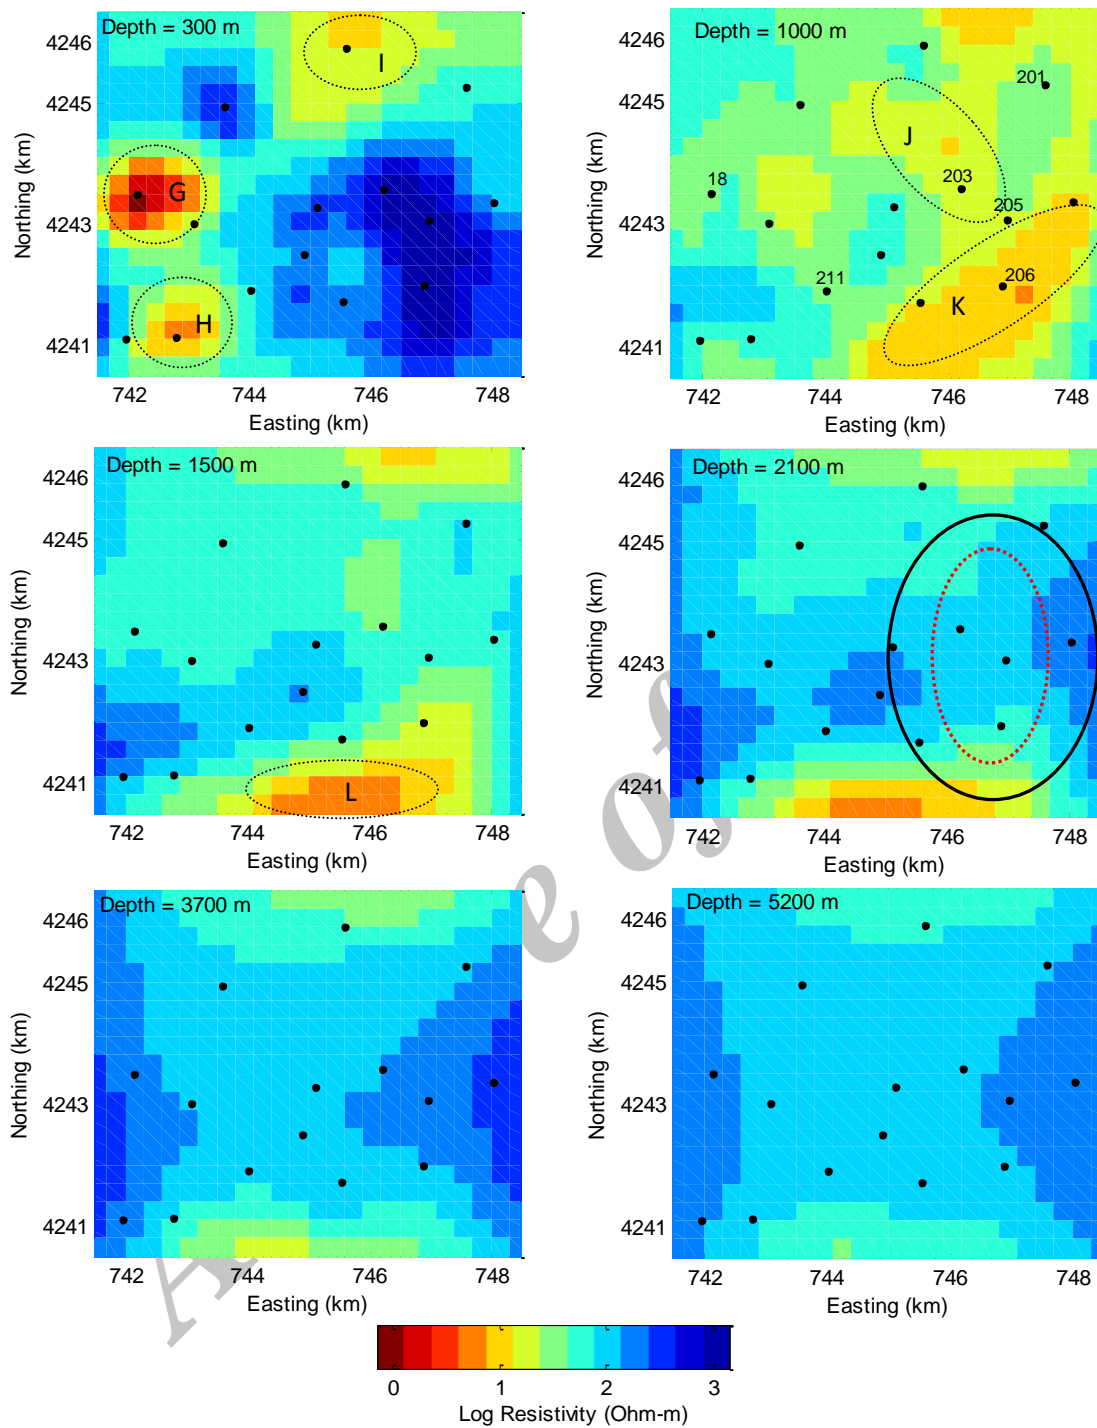 Depth = 300 m
Northing (km)
4246
4245
4243
4241
I
G
H
742
744
746
748
Easting (km)
Depth = 1000 m
Northing (km)
4246
4245
4243
4241
201
J
18
203
205
211
206
K
742
744
746
748
Easting (km)
Depth = 1500 m
Northing (km)
4246
4245
4243
4241
L
742
744
746
748
Easting (km)
Depth = 2100 m
Northing (km)
4246
4245
4243
4241
742
744
746
748
Easting (km)
Depth = 3700 m
Northing (km)
4246
4245
4243
4241
742
744
746
748
Easting (km)
Depth = 5200 m
Northing (km)
4246
4245
4243
4241
742
744
746
748
Easting (km)
0 1 2 3
Log Resistivity (Ohm-m)
e of